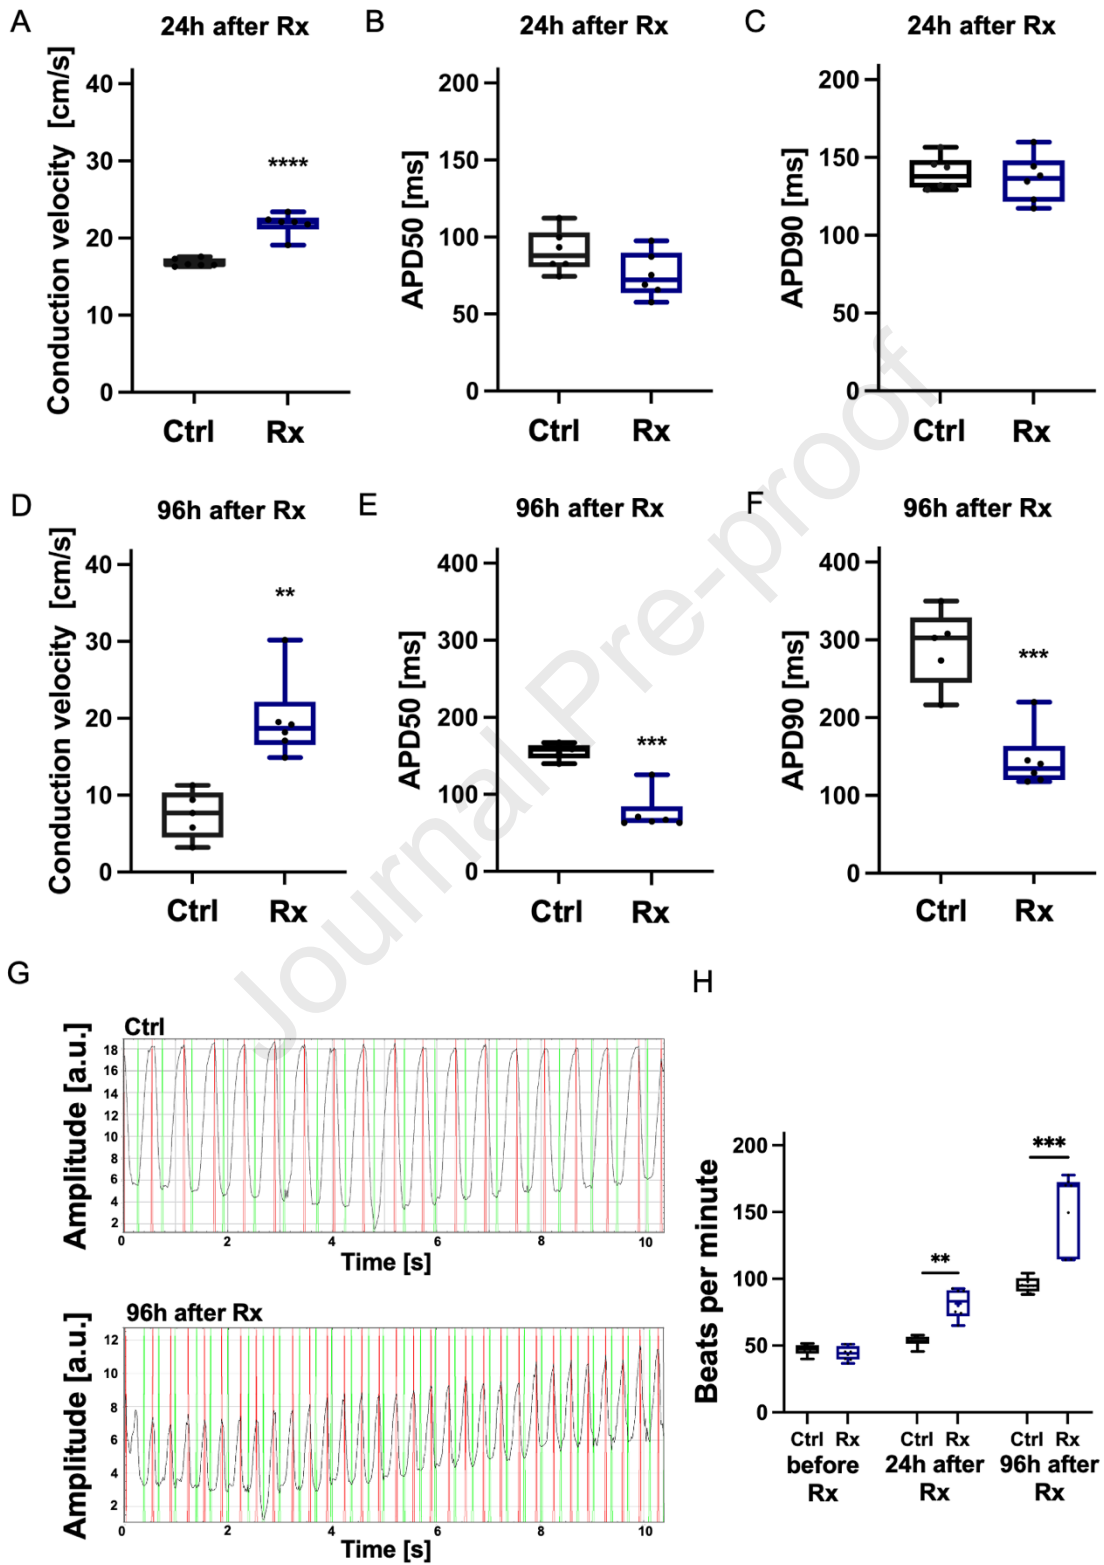 A
24h after Rx
Conduction velocity [cm/s]
40
30
20
10
0
****
Ctrl
Rx
B
24h after Rx
APD50 [ms]
200
150
100
50
0
Ctrl
Rx
C
24h after Rx
APD90 [ms]
200
150
100
50
0
Ctrl
Rx
D
96h after Rx
Conduction velocity [cm/s]
40
30
20
10
0
**
Ctrl
Rx
E
96h after Rx
APD50 [ms]
400
300
200
100
0
***
Ctrl
Rx
F
96h after Rx
APD90 [ms]
400
300
200
100
0
***
Ctrl
Rx
Journal Pre-proof
G
Ctrl
Amplitude [a.u.]
18
16
14
12
10
8
6
4
2
0
2
4
6
8
10
Time [s]
96h after Rx
Amplitude [a.u.]
12
10
8
6
4
2
0
2
4
6
8
10
Time [s]
H
Beats per minute
200
150
100
50
0
**
***
Ctrl Rx
before
Rx
Ctrl Rx
24h after
Rx
Ctrl Rx
96h after
Rx